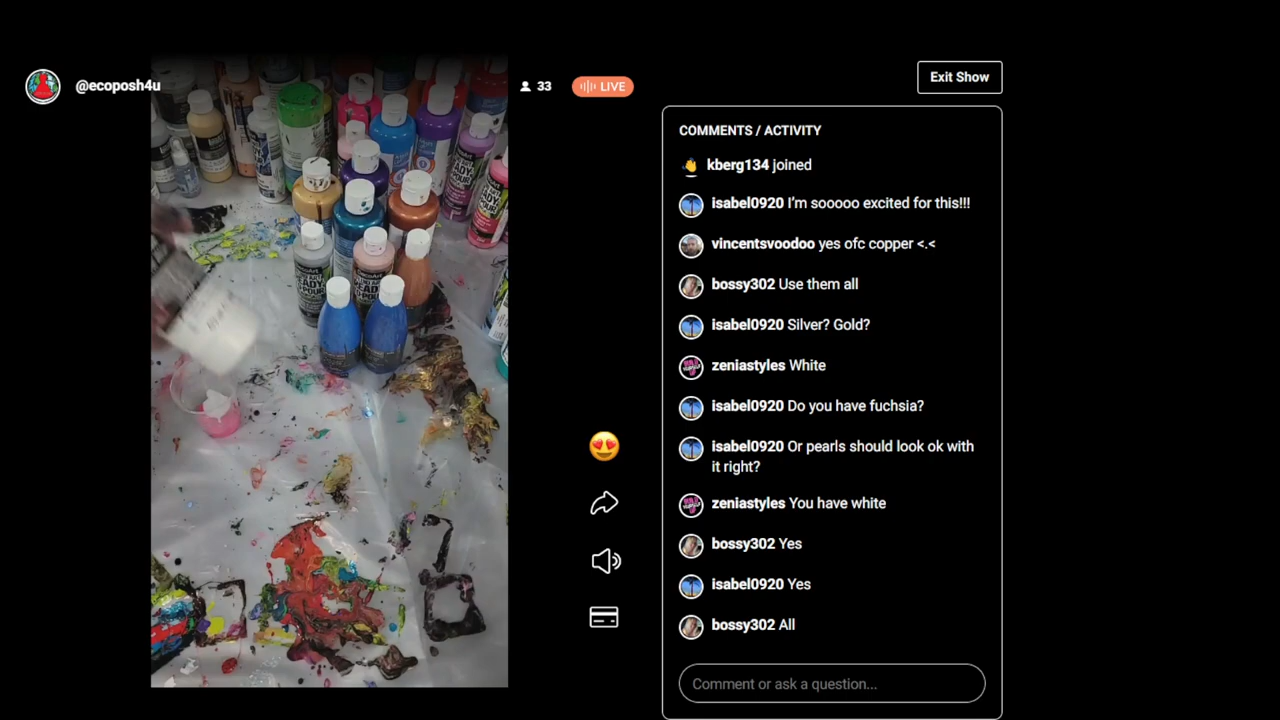 @ecoposh4u
33
LIVE
Exit Show
COMMENTS / ACTIVITY
kberg134 joined
isabel0920 I'm sooooo excited for this!!!
vincentsvoodoo yes ofc copper <.<
bossy302 Use them all
isabel0920 Silver? Gold?
zeniastyles White
isabel0920 Do you have fuchsia?
isabel0920 Or pearls should look ok with
it right?
zeniastyles You have white
bossy302 Yes
isabel0920 Yes
bossy302 All
Comment or ask a question...